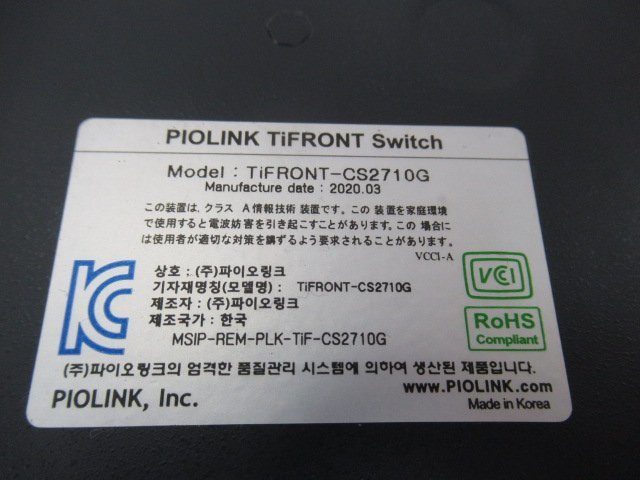 PIOLINK TiFRONT Switch
Model : TiFRONT-CS2710G
Manufacture date : 2020.03
この装置は、クラス A情報技術 装置です。この 装置を家庭環境
で使用すると電波妨害を引き起こすことがあります。この 場合に
は使用者が適切な対策を講ずるよう要求されることがあります。
VCCI-A
상호 : (주)파이오링크
기자재명칭(모델명) : TiFRONT-CS2710G
제조자 : (주)파이오링크
제조국가 : 한국
MSIP-REM-PLK-TiF-CS2710G
VCCI
RoHS
Compliant
(주)파이오링크의 엄격한 품질관리 시스템에 의하여 생산된 제품입니다.
PIOLINK, Inc.
www.PIOLINK.com
Made in Korea